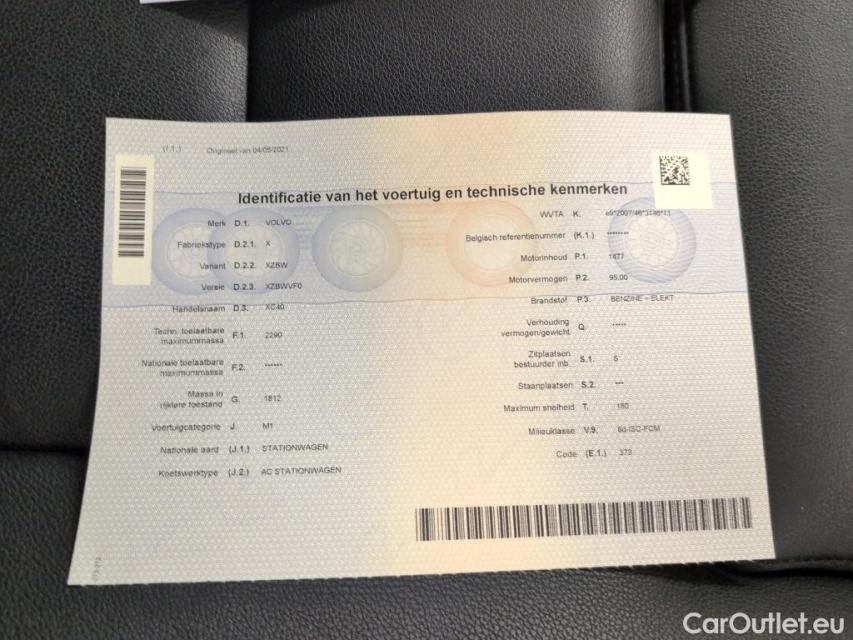 (I.1.) Origineel van 04/05/2021
Identificatie van het voertuig en technische kenmerken
Merk D.1. VOLVO
Fabriekstype D.2.1. X
Variant D.2.2. XZBW
Versie D.2.3. XZBWVF0
Handelsnaam D.3. XC40
Techn. toelaatbare
maximummassa F.1. 2290
Nationale toelaatbare
maximummassa F.2. ------
Massa in
rijklare toestand G. 1812
Voertuigcategorie J. M1
Nationale aard (J.1.) STATIONWAGEN
Koetswerktype (J.2.) AC STATIONWAGEN
WVTA K.
Belgisch referentienummer (K.1.) --------
Motorinhoud P.1. 1477
Motorvermogen P.2. 95.00
Brandstof P.3. BENZINE - ELEKT
Verhouding
vermogen/gewicht Q. -----
Zitplaatsen
bestuurder inb. S.1. 5
Staanplaatsen S.2. ---
Maximum snelheid T. 180
Milieuklasse V.9. 6d-ISC-FCM
Code (E.1.) 373
CarOutlet.eu